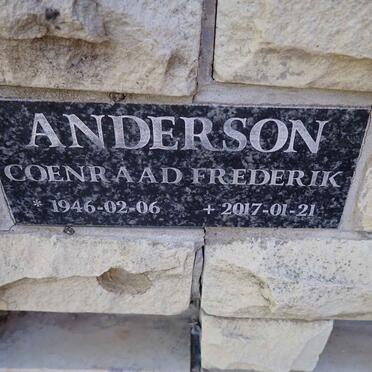 ANDERSON
COENRAAD FREDERIK
* 1946-02-06 + 2017-01-21